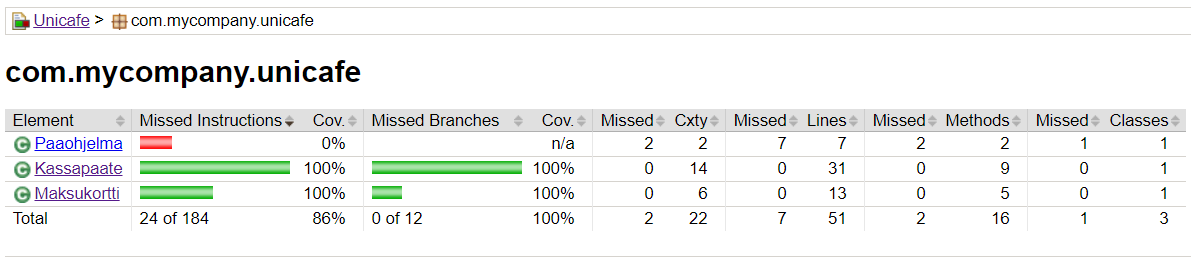 Unicafe > com.mycompany.unicafe
com.mycompany.unicafe
Element Missed Instructions Cov. Missed Branches Cov. Missed Cxty Missed Lines Missed Methods Missed Classes
C Paaohjelma 0% n/a 2 2 7 7 2 2 1 1
C Kassapaate 100% 100% 0 14 0 31 0 9 0 1
C Maksukortti 100% 100% 0 6 0 13 0 5 0 1
Total 24 of 184 86% 0 of 12 100% 2 22 7 51 2 16 1 3